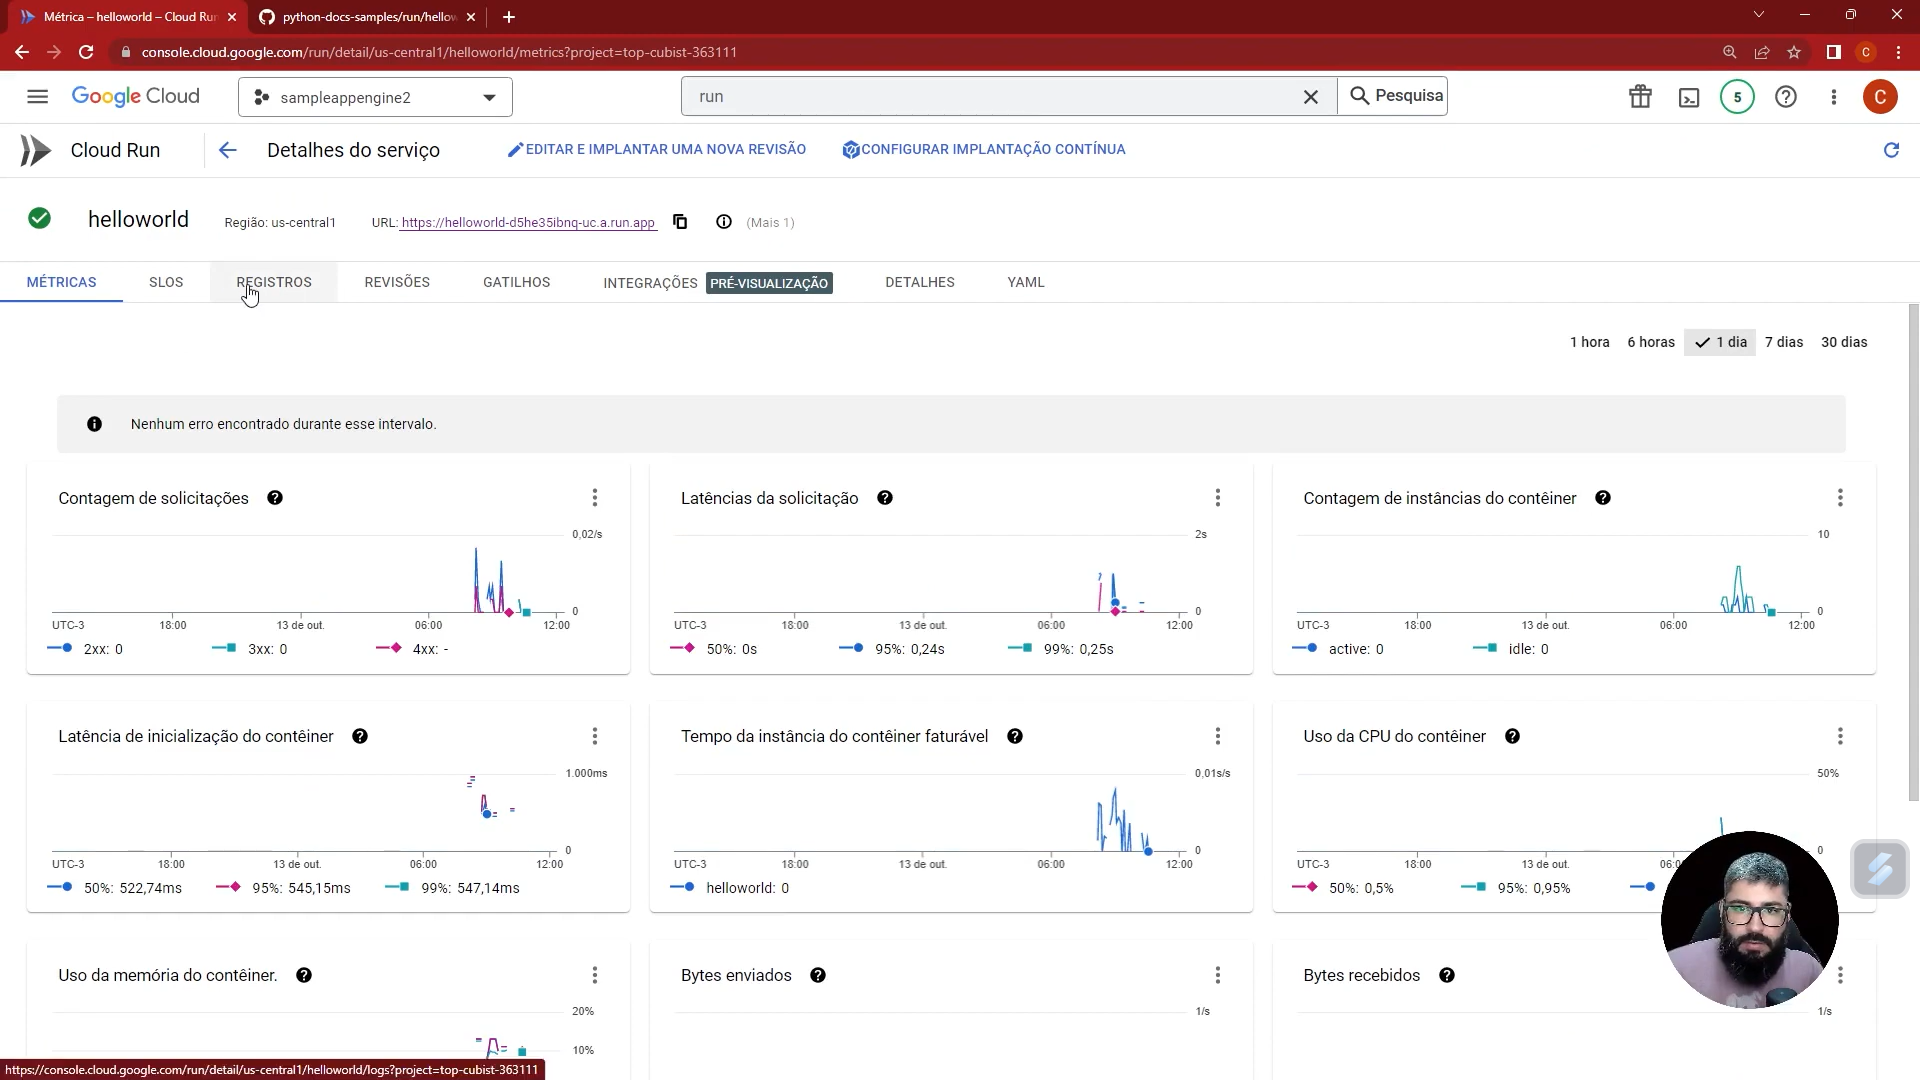 Métrica – helloworld – Cloud Run
python-docs-samples/run/hellow
console.cloud.google.com/run/detail/us-central1/helloworld/metrics?project=top-cubist-363111
C
Google Cloud
sampleappengine2
run
Pesquisa
5
C
Cloud Run
Detalhes do serviço
EDITAR E IMPLANTAR UMA NOVA REVISÃO
CONFIGURAR IMPLANTAÇÃO CONTÍNUA
helloworld
Região: us-central1
URL: https://helloworld-d5he35ibnq-uc.a.run.app
(Mais 1)
MÉTRICAS
SLOS
REGISTROS
REVISÕES
GATILHOS
INTEGRAÇÕES
PRÉ-VISUALIZAÇÃO
DETALHES
YAML
1 hora
6 horas
1 dia
7 dias
30 dias
Nenhum erro encontrado durante esse intervalo.
Contagem de solicitações
0,02/s
0
UTC-3 18:00 13 de out. 06:00 12:00
2xx: 0 3xx: 0 4xx: -
Latências da solicitação
2s
0
UTC-3 18:00 13 de out. 06:00 12:00
50%: 0s 95%: 0,24s 99%: 0,25s
Contagem de instâncias do contêiner
10
0
UTC-3 18:00 13 de out. 06:00 12:00
active: 0 idle: 0
Latência de inicialização do contêiner
1.000ms
0
UTC-3 18:00 13 de out. 06:00 12:00
50%: 522,74ms 95%: 545,15ms 99%: 547,14ms
Tempo da instância do contêiner faturável
0,01s/s
0
UTC-3 18:00 13 de out. 06:00 12:00
helloworld: 0
Uso da CPU do contêiner
50%
0
UTC-3 18:00 13 de out.
50%: 0,5% 95%: 0,95%
Uso da memória do contêiner.
20%
10%
Bytes enviados
1/s
Bytes recebidos
1/s
https://console.cloud.google.com/run/detail/us-central1/helloworld/logs?project=top-cubist-363111